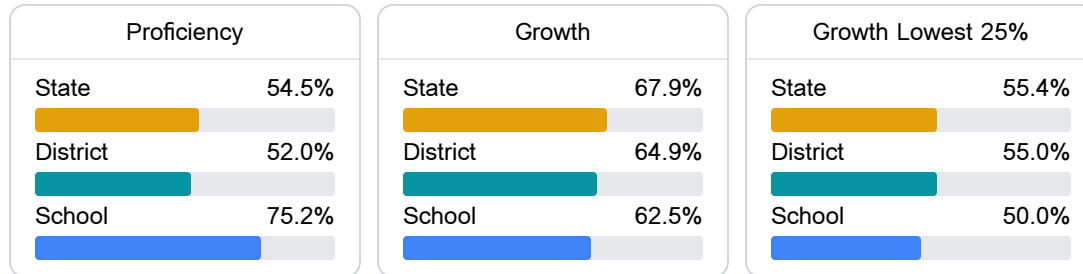 Proficiency
State 54.5%
District 52.0%
School 75.2%
Growth
State 67.9%
District 64.9%
School 62.5%
Growth Lowest 25%
State 55.4%
District 55.0%
School 50.0%